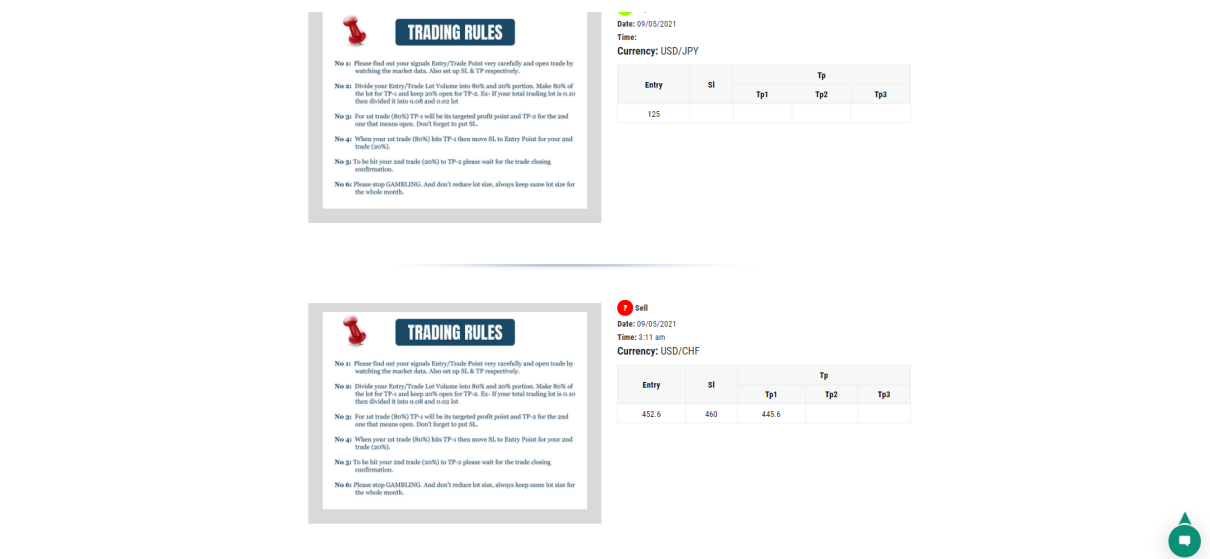 TRADING RULES
No 1: Please find out your signals Entry/Trade Point very carefully and open trade by
watching the market data. Also set up SL & TP respectively.
No 2: Divide your Entry/Trade Lot Volume into 80% and 20% portion. Make 80% of
the lot for TP-1 and keep 20% open for TP-2. Ex- If your total trading lot is 0.10
then divided it into 0.08 and 0.02 lot
No 3: For 1st trade (80%) TP-1 will be its targeted profit point and TP-2 for the 2nd
one that means open. Don't forget to put SL.
No 4: When your 1st trade (80%) hits TP-1 then move SL to Entry Point for your 2nd
trade (20%).
No 5: To be hit your 2nd trade (20%) to TP-2 please wait for the trade closing
confirmation.
No 6: Please stop GAMBLING. And don't reduce lot size, always keep same lot size for
the whole month.
Date: 09/05/2021
Time:
Currency: USD/JPY
Entry Sl Tp
Tp1 Tp2 Tp3
125
TRADING RULES
No 1: Please find out your signals Entry/Trade Point very carefully and open trade by
watching the market data. Also set up SL & TP respectively.
No 2: Divide your Entry/Trade Lot Volume into 80% and 20% portion. Make 80% of
the lot for TP-1 and keep 20% open for TP-2. Ex- If your total trading lot is 0.10
then divided it into 0.08 and 0.02 lot
No 3: For 1st trade (80%) TP-1 will be its targeted profit point and TP-2 for the 2nd
one that means open. Don't forget to put SL.
No 4: When your 1st trade (80%) hits TP-1 then move SL to Entry Point for your 2nd
trade (20%).
No 5: To be hit your 2nd trade (20%) to TP-2 please wait for the trade closing
confirmation.
No 6: Please stop GAMBLING. And don't reduce lot size, always keep same lot size for
the whole month.
? Sell
Date: 09/05/2021
Time: 3:11 am
Currency: USD/CHF
Entry Sl Tp
Tp1 Tp2 Tp3
452.6 460 445.6